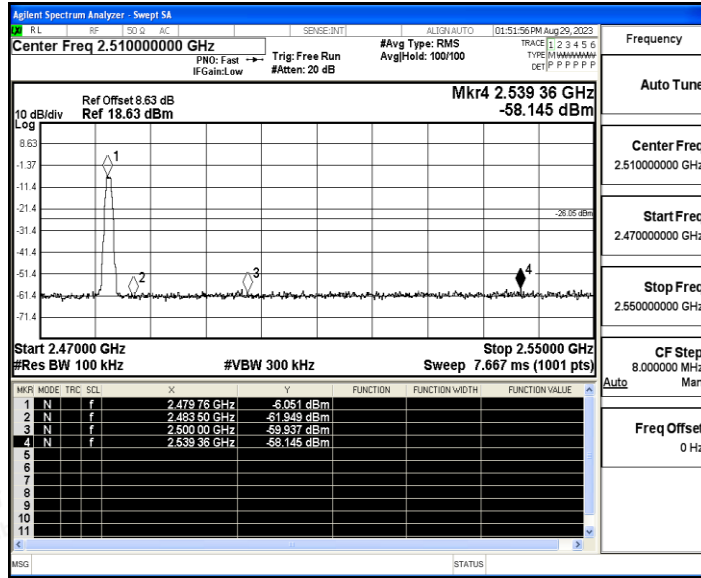 Agilent Spectrum Analyzer - Swept SA
RL RF 50 Ω AC SENSE:INT ALIGN AUTO 01:51:56 PM Aug 29, 2023
Center Freq 2.510000000 GHz
PNO: Fast
IFGain:Low
Trig: Free Run
#Atten: 20 dB
#Avg Type: RMS
Avg|Hold: 100/100
TRACE 1 2 3 4 5 6
TYPE M
DET P P P P P P
Ref Offset 8.63 dB
10 dB/div Ref 18.63 dBm
Log
Mkr4 2.539 36 GHz
-58.145 dBm
8.63
-1.37
-11.4
-21.4
-31.4
-41.4
-51.4
-61.4
-71.4
1
2
3
4
-26.05 dBm
Start 2.47000 GHz Stop 2.55000 GHz
#Res BW 100 kHz #VBW 300 kHz Sweep 7.667 ms (1001 pts)
MKR MODE TRC SCL X Y FUNCTION FUNCTION WIDTH FUNCTION VALUE
1 N f 2.479 76 GHz -6.051 dBm
2 N f 2.483 50 GHz -61.949 dBm
3 N f 2.500 00 GHz -59.937 dBm
4 N f 2.539 36 GHz -58.145 dBm
5
6
7
8
9
10
11
MSG STATUS
Frequency
Auto Tune
Center Freq
2.510000000 GHz
Start Freq
2.470000000 GHz
Stop Freq
2.550000000 GHz
CF Step
8.000000 MHz
Auto Man
Freq Offset
0 Hz